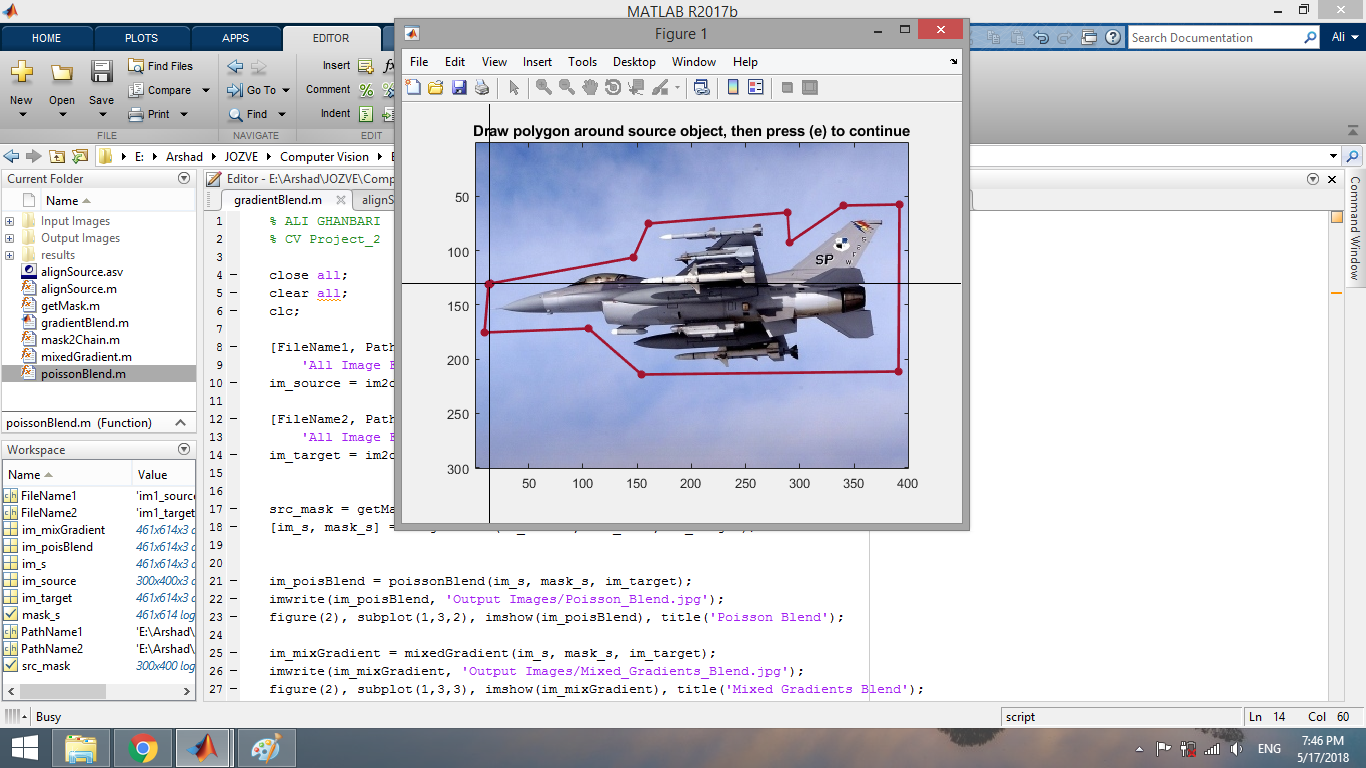 MATLAB R2017b
HOME PLOTS APPS EDITOR
Search Documentation
Ali
New
Open
Save
Find Files
Compare
Print
FILE
Go To
Find
NAVIGATE
Insert
Comment
Indent
EDIT
E: Arshad JOZVE Computer Vision
Current Folder
Name
Input Images
Output Images
results
alignSource.asv
alignSource.m
getMask.m
gradientBlend.m
mask2Chain.m
mixedGradient.m
poissonBlend.m
poissonBlend.m (Function)
Workspace
Name Value
FileName1 'im1_source
FileName2 'im1_target
im_mixGradient 461x614x3 d
im_poisBlend 461x614x3 d
im_s 461x614x3 d
im_source 300x400x3 d
im_target 461x614x3 d
mask_s 461x614 log
PathName1 'E:\Arshad\
PathName2 'E:\Arshad\
src_mask 300x400 log
Editor - E:\Arshad\JOZVE\Comp
gradientBlend.m
alignS
1 % ALI GHANBARI
2 % CV Project_2
3
4 close all;
5 clear all;
6 clc;
7
8 [FileName1, Path
9 'All Image
10 im_source = im2d
11
12 [FileName2, Path
13 'All Image
14 im_target = im2d
15
16
17 src_mask = getMa
18 [im_s, mask_s] =
19
20
21 im_poisBlend = poissonBlend(im_s, mask_s, im_target);
22 imwrite(im_poisBlend, 'Output Images/Poisson_Blend.jpg');
23 figure(2), subplot(1,3,2), imshow(im_poisBlend), title('Poisson Blend');
24
25 im_mixGradient = mixedGradient(im_s, mask_s, im_target);
26 imwrite(im_mixGradient, 'Output Images/Mixed_Gradients_Blend.jpg');
27 figure(2), subplot(1,3,3), imshow(im_mixGradient), title('Mixed Gradients Blend');
Figure 1
File Edit View Insert Tools Desktop Window Help
Draw polygon around source object, then press (e) to continue
50
100
150
200
250
300
50 100 150 200 250 300 350 400
SP
Command Window
Busy
script
Ln 14 Col 60
ENG
7:46 PM
5/17/2018